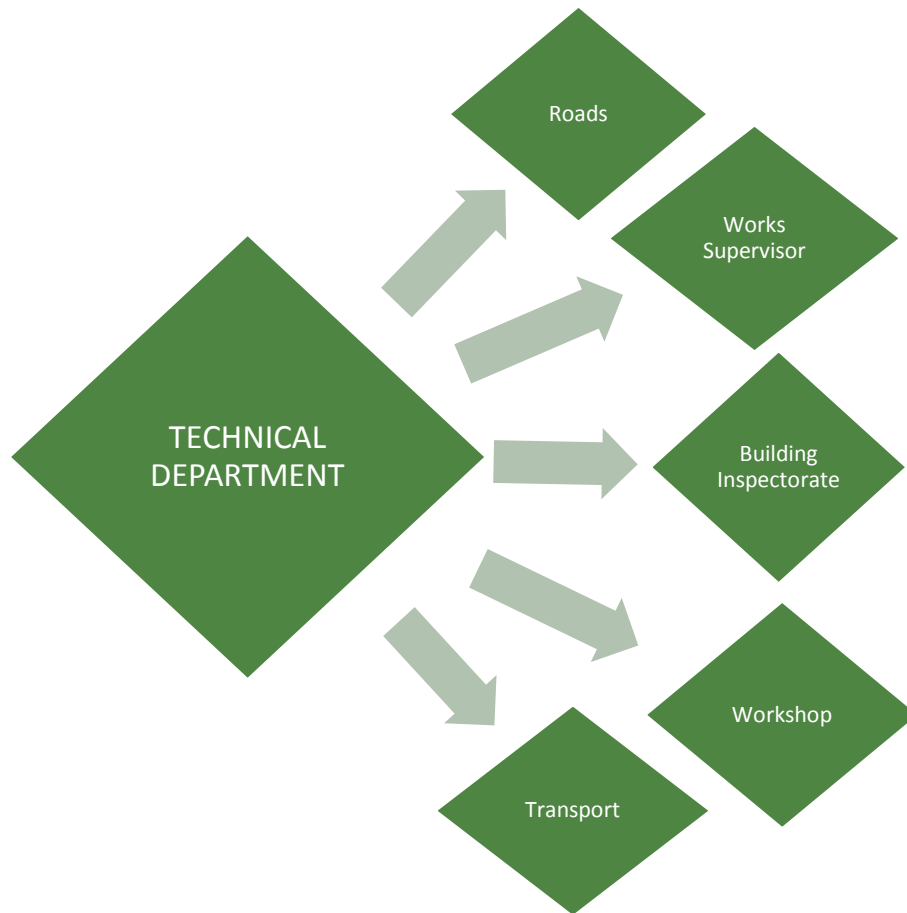 Roads
Works
Supervisor
TECHNICAL
DEPARTMENT
Building
Inspectorate
Workshop
Transport